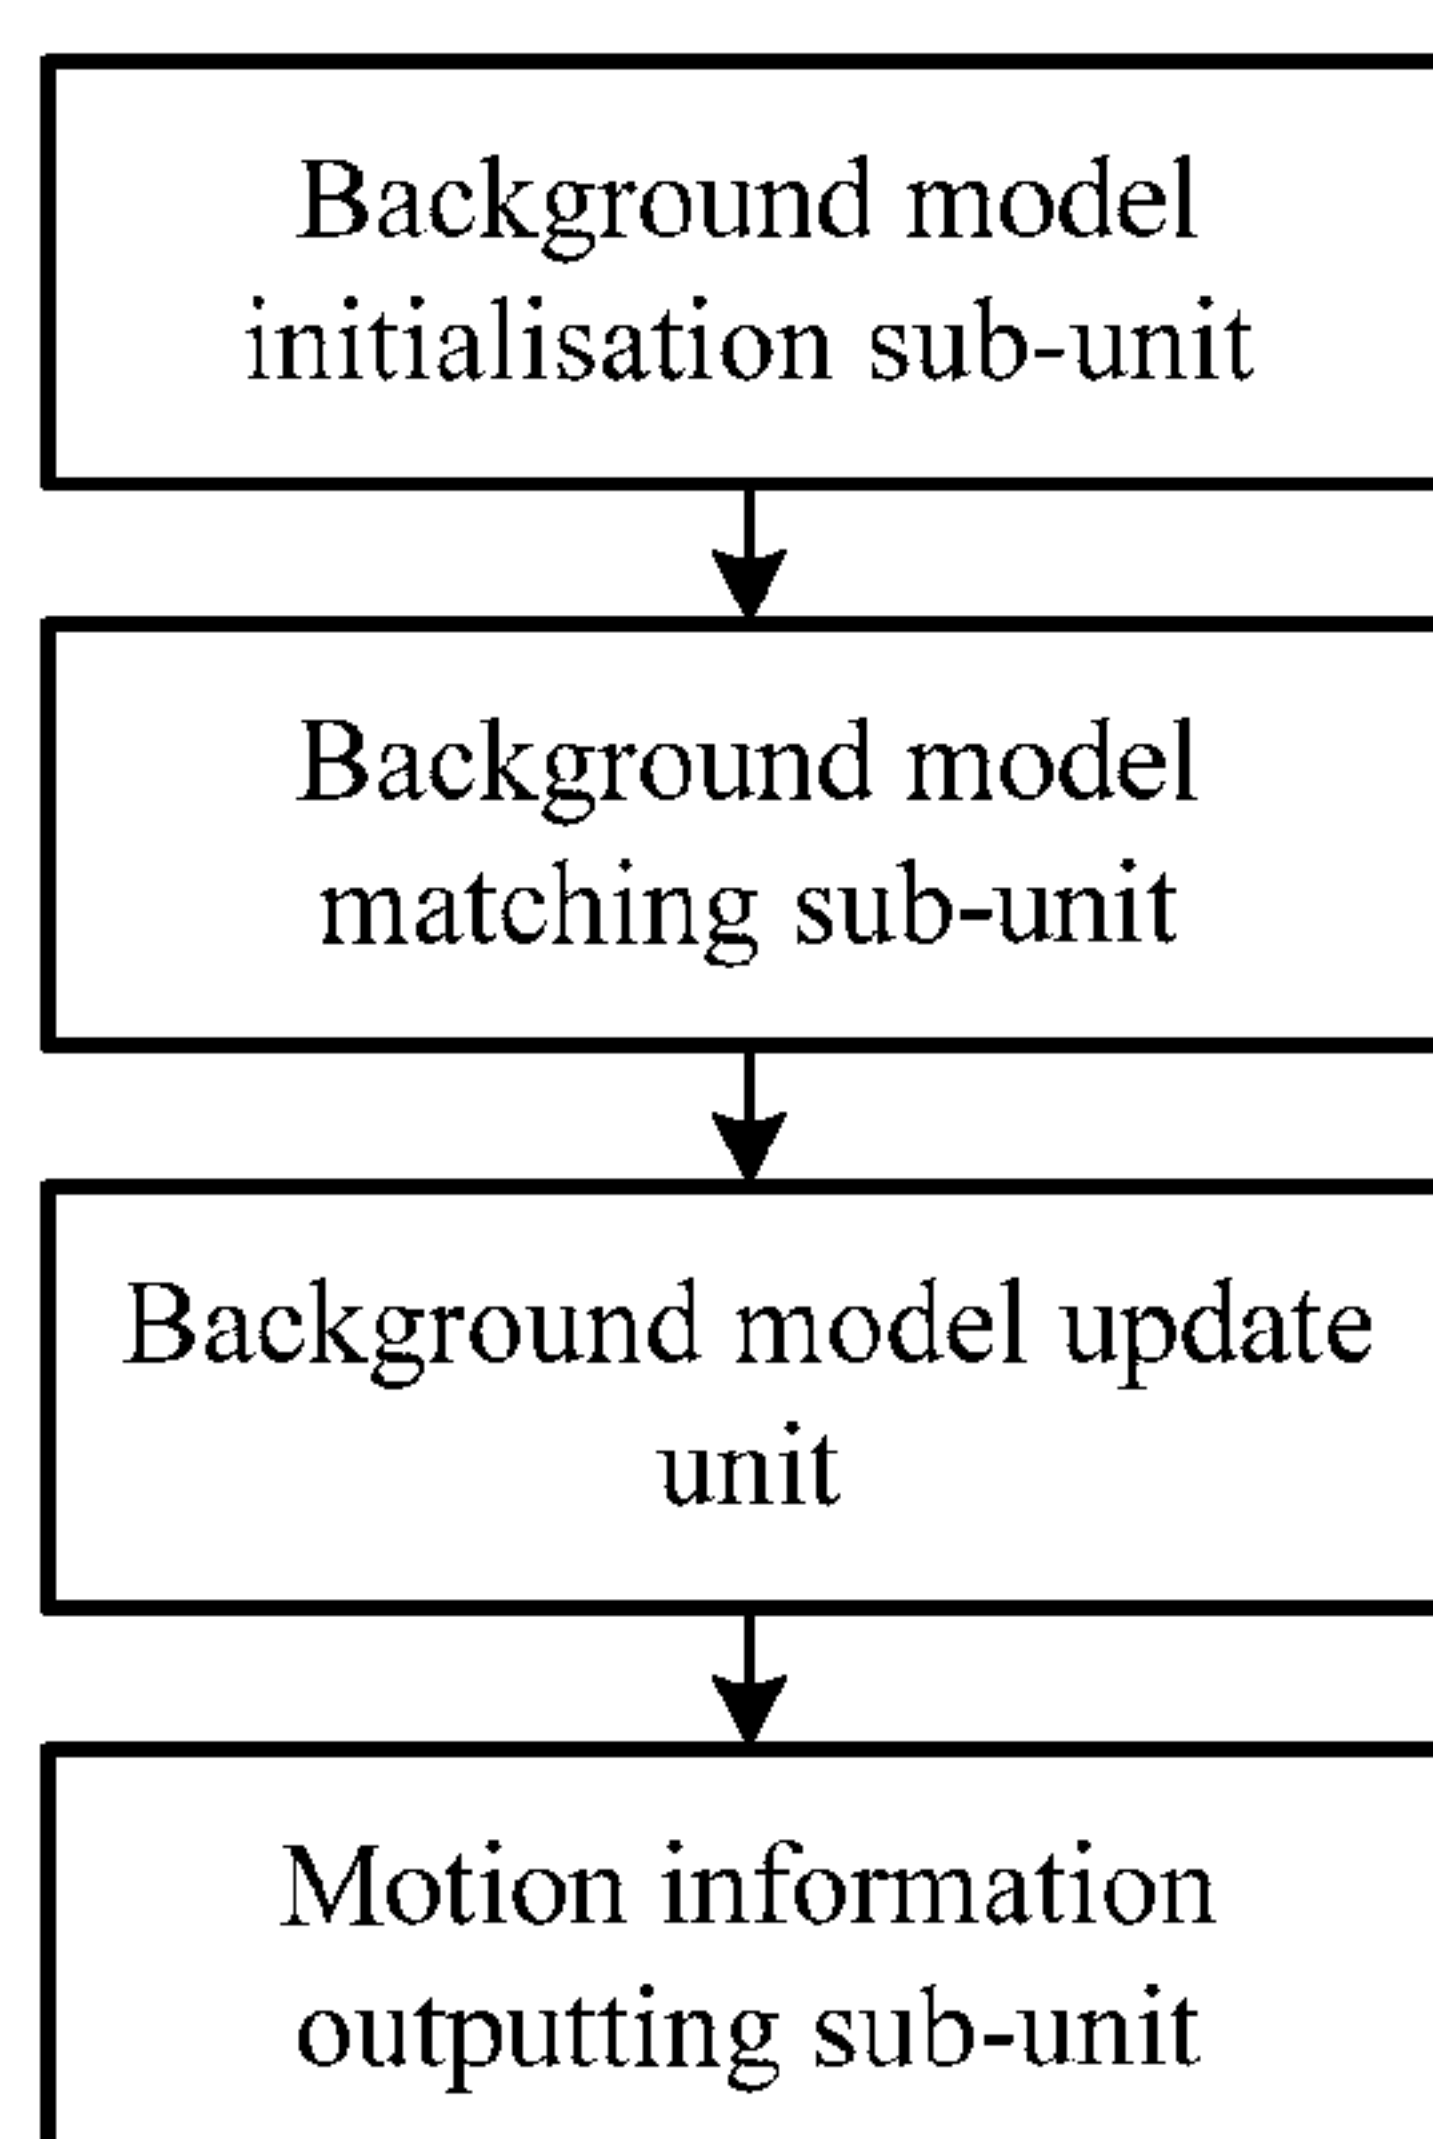 Background model
initialisation sub-unit
Background model
matching sub-unit
Background model update
unit
Motion information
outputting sub-unit